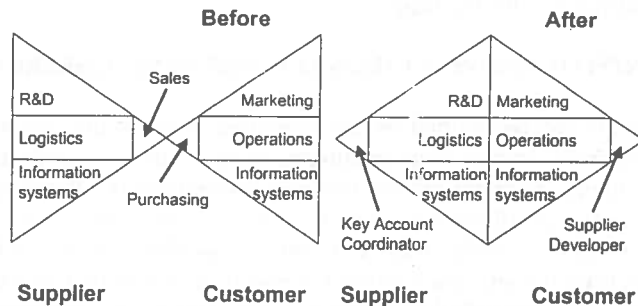 Before
After
Sales
R&D
Marketing
Logistics
Operations
Information
systems
Information
systems
Purchasing
R&D
Marketing
Logistics
Operations
Information
systems
Information
systems
Key Account
Coordinator
Supplier
Developer
Supplier
Customer
Supplier
Customer